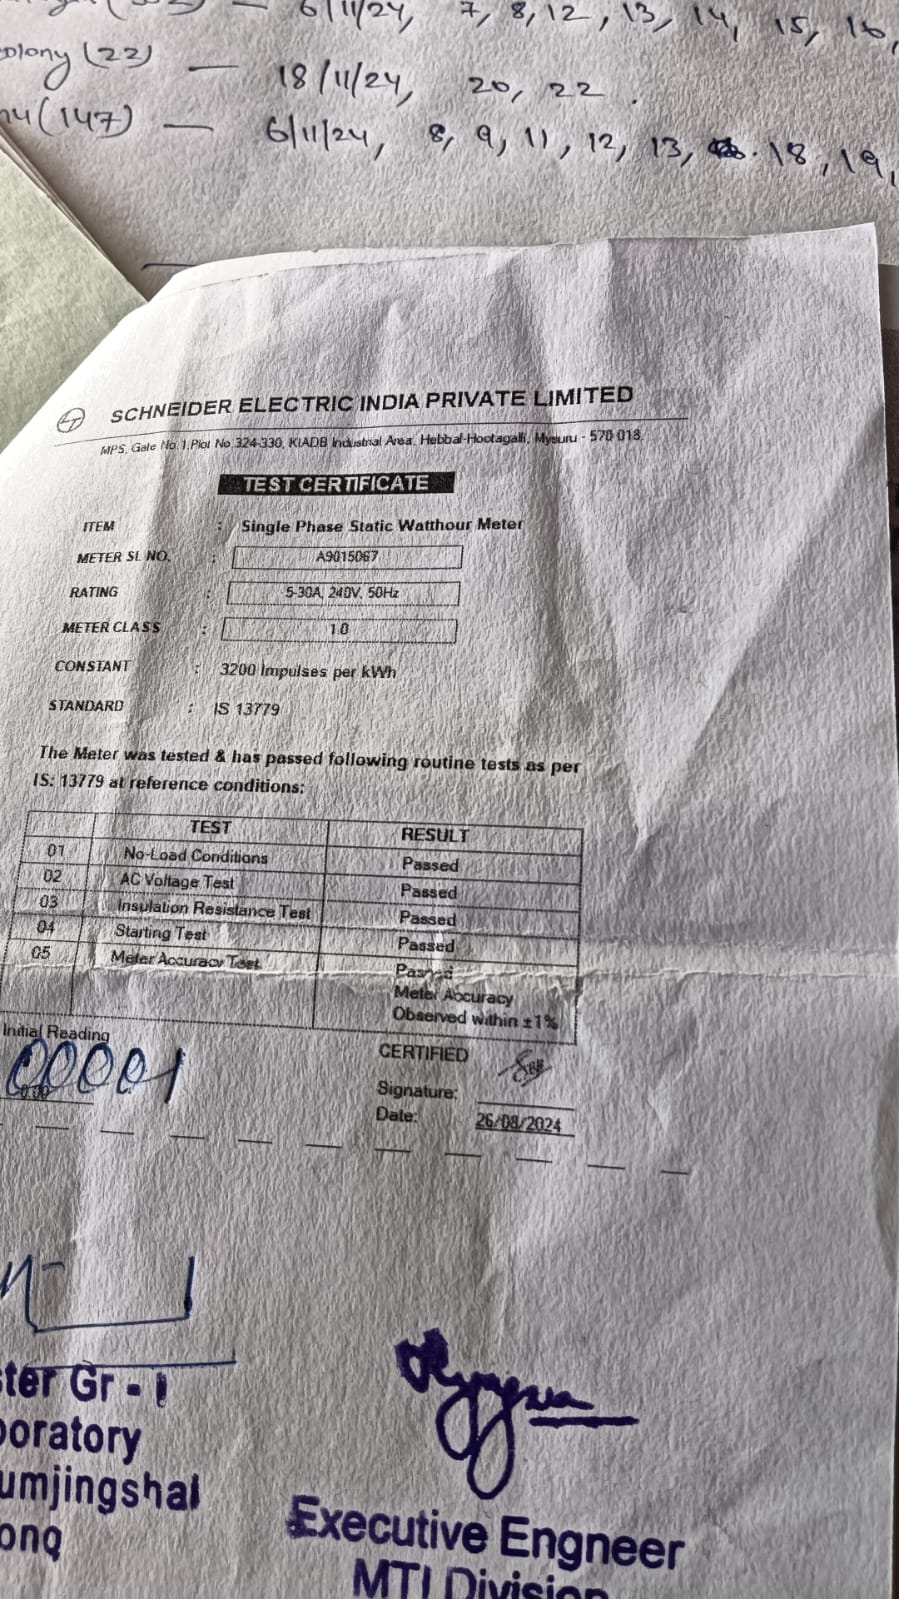 6/11/24, 7, 8, 12, 13, 14, 15, 16,
(22) — 18/11/24, 20, 22.
(147) — 6/11/24, 8, 9, 11, 12, 13, 18, 19,
SCHNEIDER ELECTRIC INDIA PRIVATE LIMITED
MPS, Gate No. 1, Plot No 324-330, KIADB Industrial Area, Hebbal-Hootagalli, Mysuru - 570 018.
TEST CERTIFICATE
ITEM : Single Phase Static Watthour Meter
METER SL NO. : A9015067
RATING : 5-30A, 240V, 50Hz
METER CLASS : 1.0
CONSTANT : 3200 Impulses per kWh
STANDARD : IS 13779
The Meter was tested & has passed following routine tests as per
IS: 13779 at reference conditions:
TEST RESULT
01 No-Load Conditions Passed
02 AC Voltage Test Passed
03 Insulation Resistance Test Passed
04 Starting Test Passed
05 Meter Accuracy Test Passed
Meter Accuracy
Observed within ±1%
Initial Reading
00001
CERTIFIED
Signature:
Date: 26/08/2024
ter Gr - I
boratory
umjingshai
ong
Executive Engneer
MTI Division